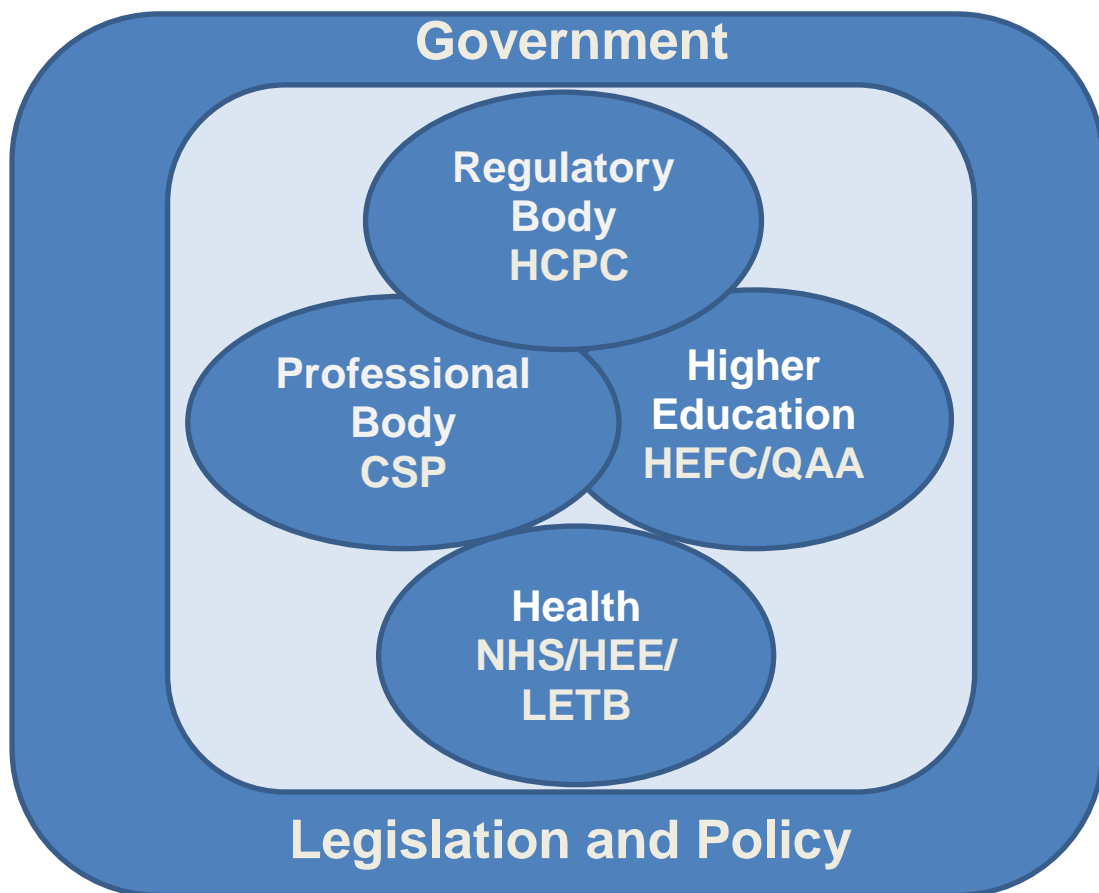 Government
Regulatory
Body
HCPC
Professional
Body
CSP
Higher
Education
HEFC/QAA
Health
NHS/HEE/
LETB
Legislation and Policy